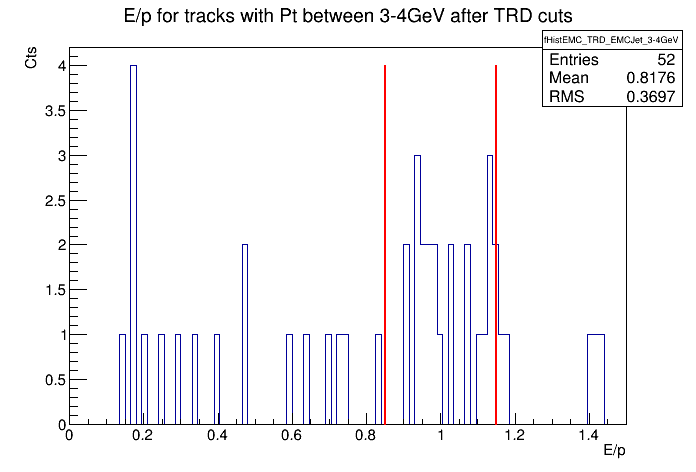 E/p for tracks with Pt between 3-4GeV after TRD cuts
fHistEMC_TRD_EMCJet_3-4GeV
Entries 52
Mean 0.8176
RMS 0.3697
Cts
4
3.5
3
2.5
2
1.5
1
0.5
0
0 0.2 0.4 0.6 0.8 1 1.2 1.4
E/p